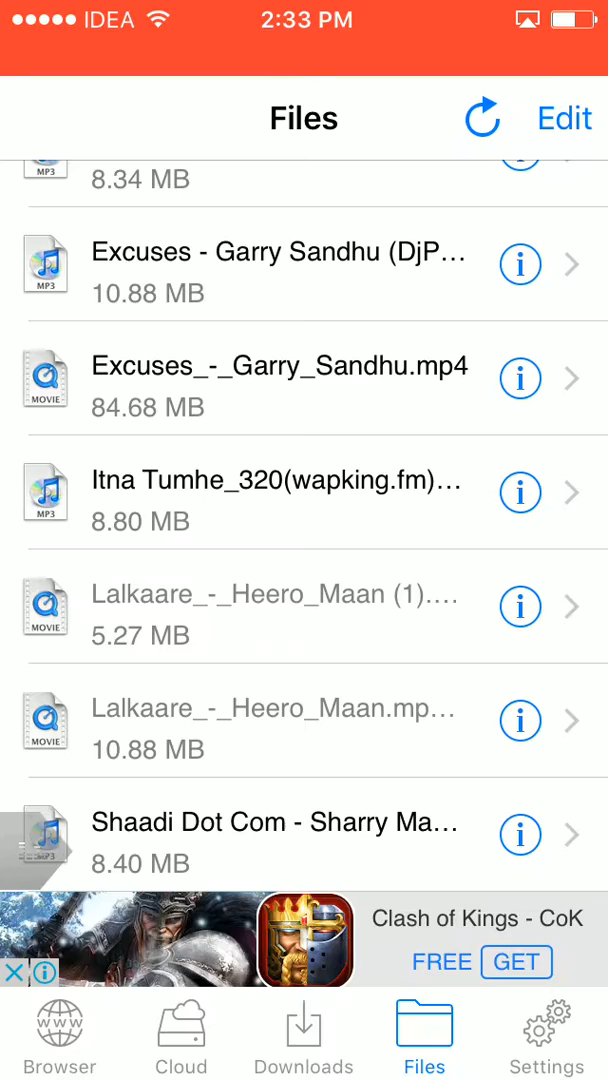 IDEA 2:33 PM
Files Edit
MP3 8.34 MB
Excuses - Garry Sandhu (DjP...
MP3 10.88 MB
Excuses_-_Garry_Sandhu.mp4
MOVIE 84.68 MB
Itna Tumhe_320(wapking.fm)...
MP3 8.80 MB
Lalkaare_-_Heero_Maan (1)....
MOVIE 5.27 MB
Lalkaare_-_Heero_Maan.mp...
MOVIE 10.88 MB
Shaadi Dot Com - Sharry Ma...
MP3 8.40 MB
Clash of Kings - CoK
FREE GET
www
Browser Cloud Downloads Files Settings